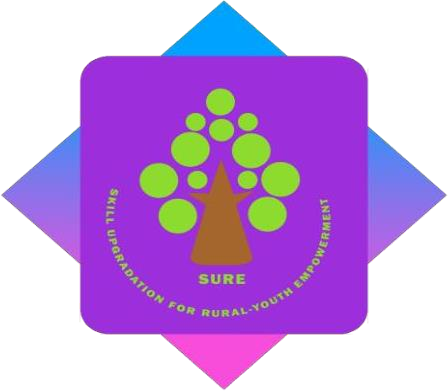 SURE
SKILL UPGRADATION FOR RURAL-YOUTH EMPOWERMENT